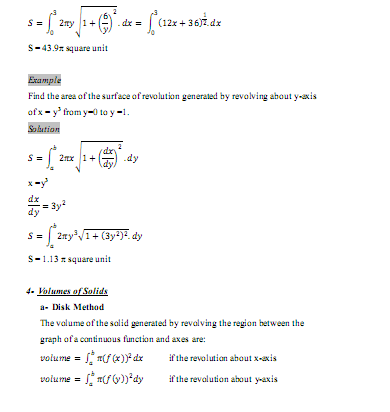 S = ∫₀³ 2πy √(1 + (6/y)²) . dx = ∫₀³ (12x + 36)^(1/2) . dx
S = 43.9π square unit
Example
Find the area of the surface of revolution generated by revolving about y-axis
of x = y³ from y=0 to y =1.
Solution
S = ∫ₐᵇ 2πx √(1 + (dx/dy)²) .dy
x =y³
dx/dy = 3y²
S = ∫ₐᵇ 2πy³√(1 + (3y²)²) . dy
S = 1.13 π square unit
4- Volumes of Solids
a- Disk Method
The volume of the solid generated by revolving the region between the
graph of a continuous function and axes are:
volume = ∫ₐᵇ π(f(x))² dx if the revolution about x-axis
volume = ∫ₐᵇ π(f(y))² dy if the revolution about y-axis